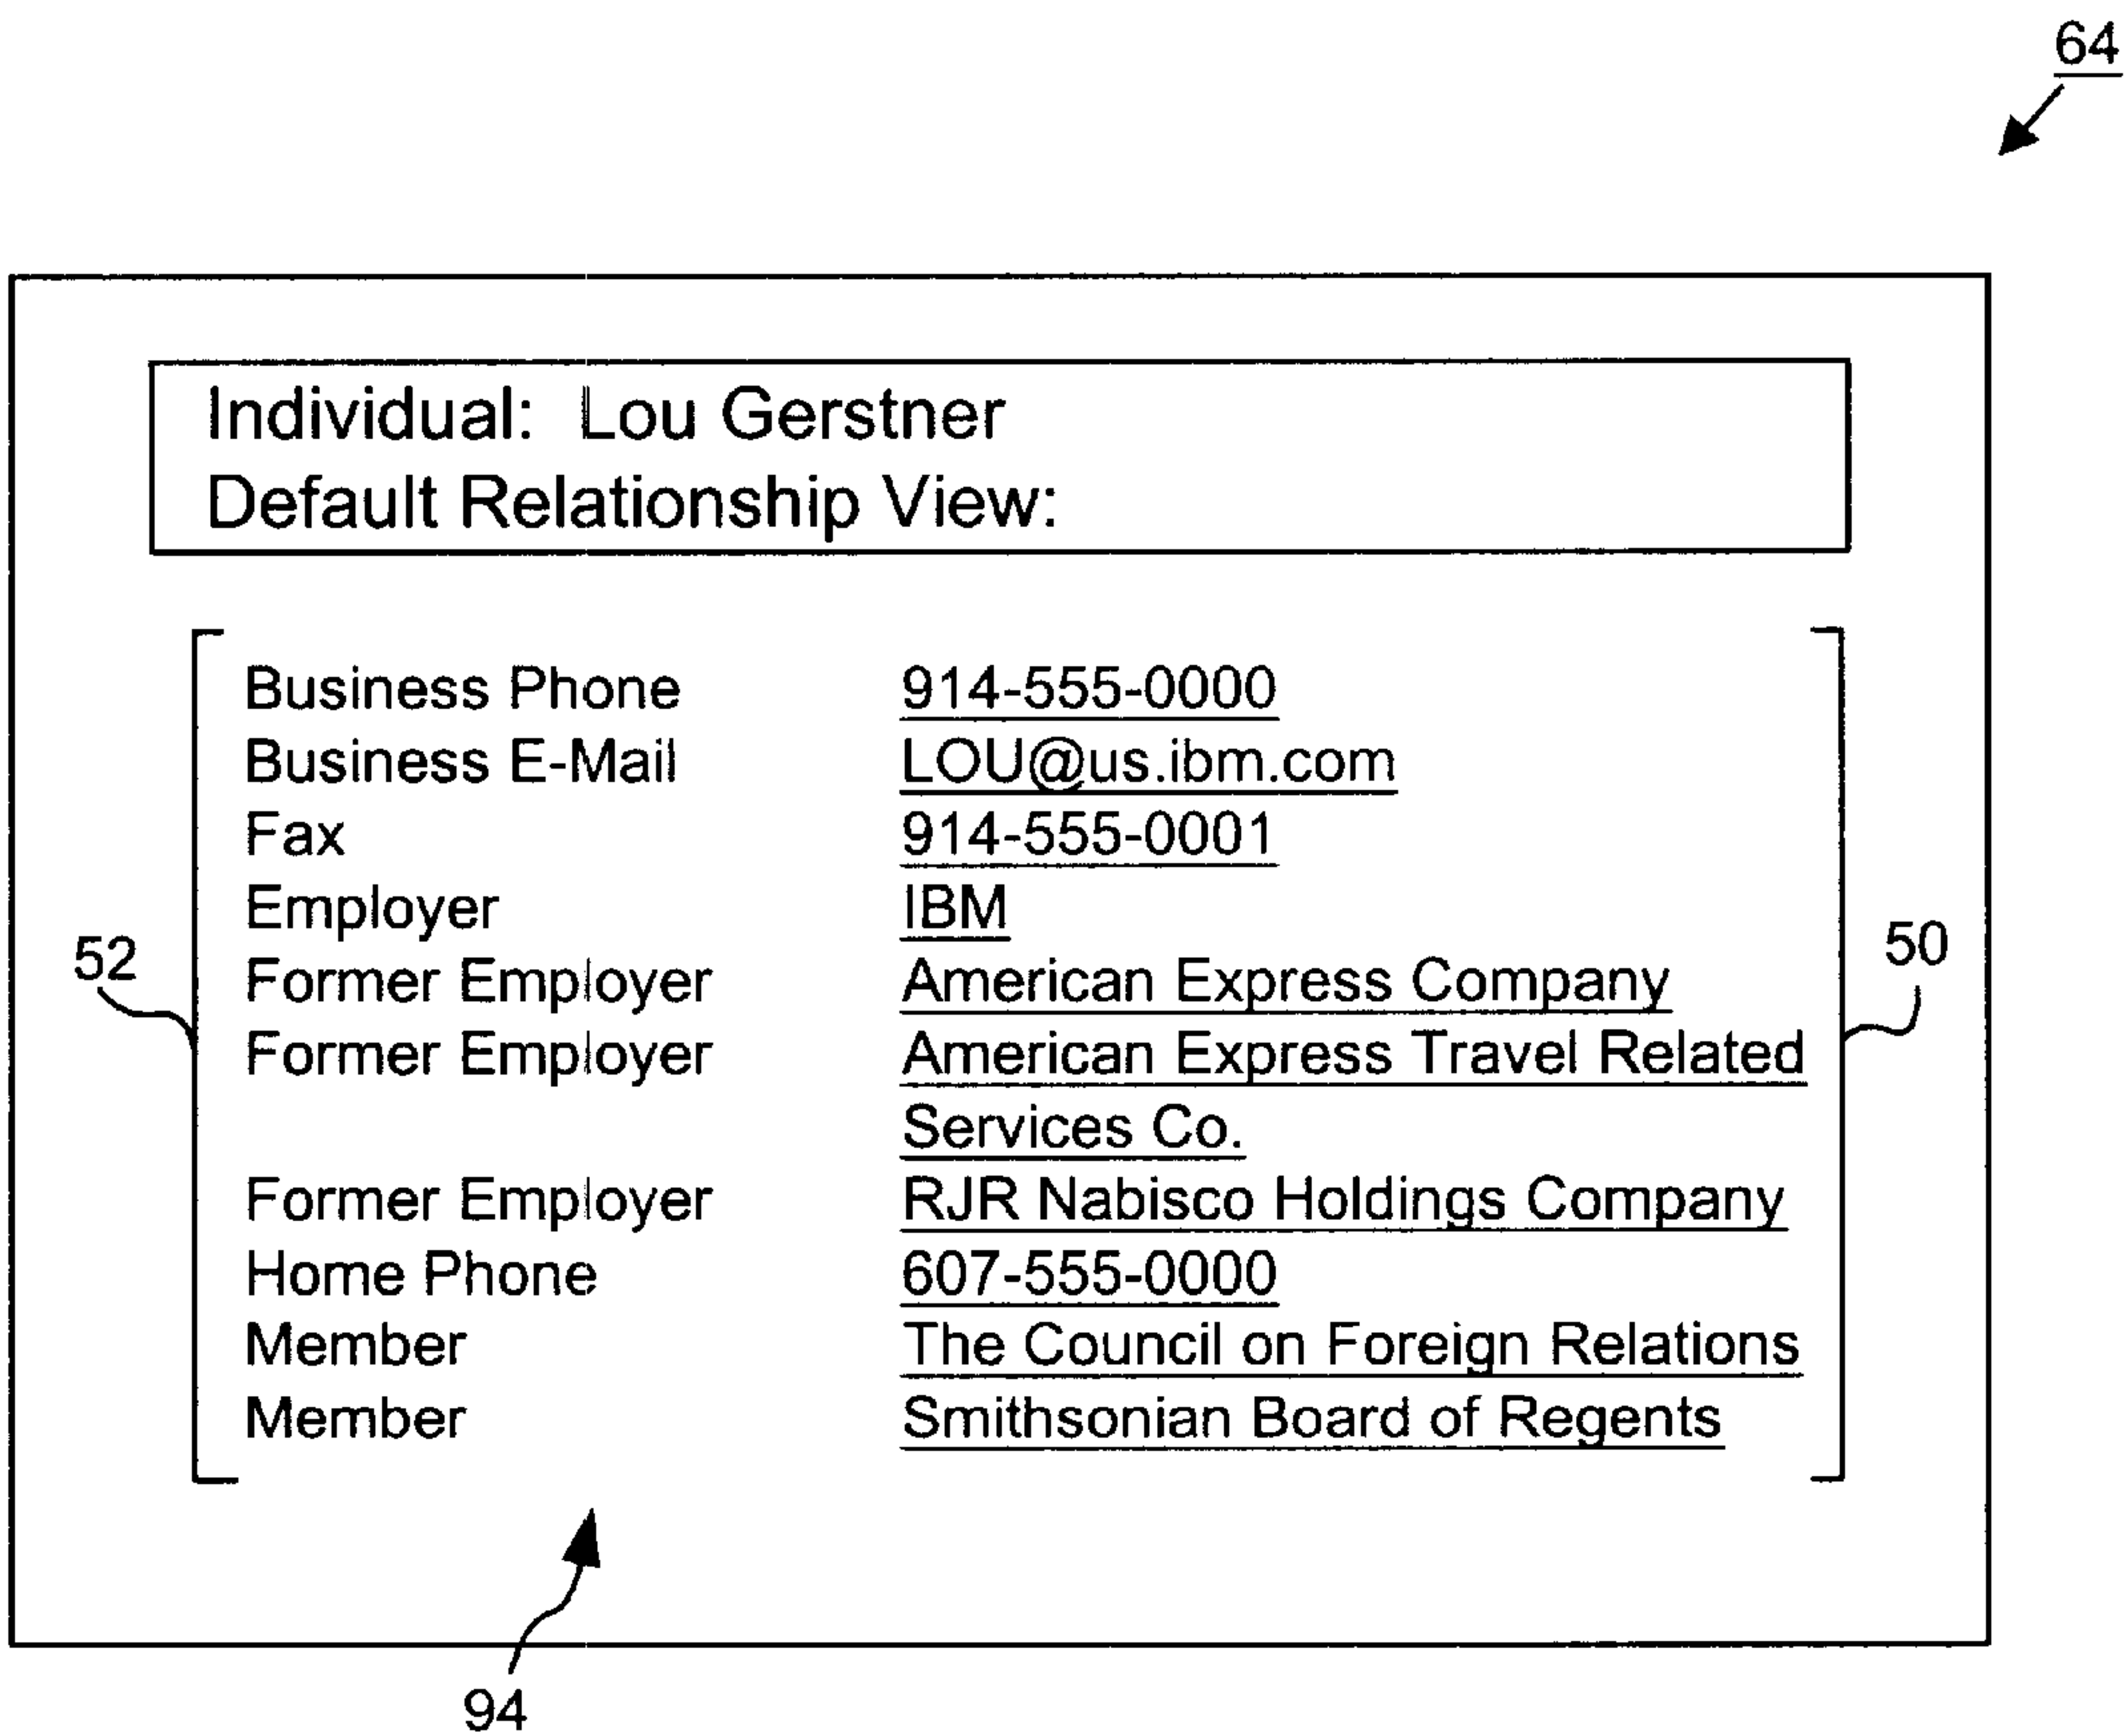 64
Individual: Lou Gerstner
Default Relationship View:
Business Phone 914-555-0000
Business E-Mail LOU@us.ibm.com
Fax 914-555-0001
Employer IBM
52
50
Former Employer American Express Company
Former Employer American Express Travel Related
Services Co.
Former Employer RJR Nabisco Holdings Company
Home Phone 607-555-0000
Member The Council on Foreign Relations
Member Smithsonian Board of Regents
94